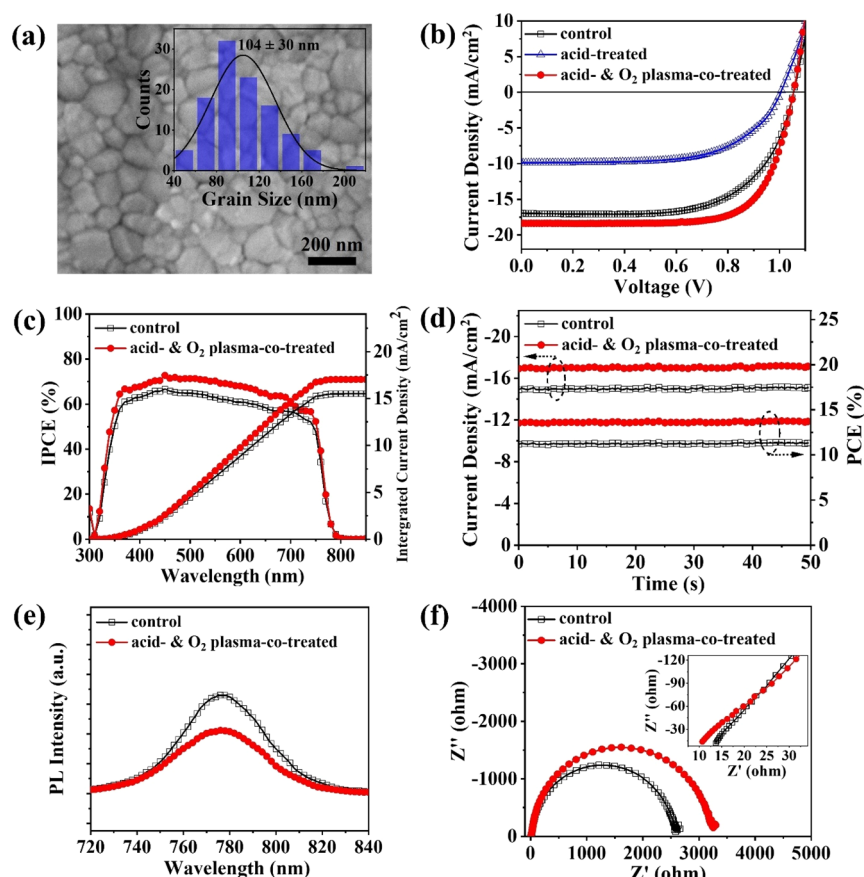 (a)
104 ± 30 nm
Counts
30
20
10
0
40 80 120 160 200
Grain Size (nm)
200 nm
(b)
control
acid-treated
acid- & O2 plasma-co-treated
Current Density (mA/cm²)
10
5
0
-5
-10
-15
-20
0.0 0.2 0.4 0.6 0.8 1.0
Voltage (V)
(c)
control
acid- & O2 plasma-co-treated
IPCE (%)
100
80
60
40
20
0
Intergrated Current Density (mA/cm²)
20
15
10
5
0
300 400 500 600 700 800
Wavelength (nm)
(d)
control
acid- & O2 plasma-co-treated
Current Density (mA/cm²)
-20
-16
-12
-8
-4
0
PCE (%)
25
20
15
10
5
0
0 10 20 30 40 50
Time (s)
(e)
control
acid- & O2 plasma-co-treated
PL Intensity (a.u.)
720 740 760 780 800 820 840
Wavelength (nm)
(f)
control
acid- & O2 plasma-co-treated
Z'' (ohm)
-4000
-3000
-2000
-1000
0
Z'' (ohm)
-120
-90
-60
-30
10 15 20 25 30
Z' (ohm)
0 1000 2000 3000 4000 5000
Z' (ohm)